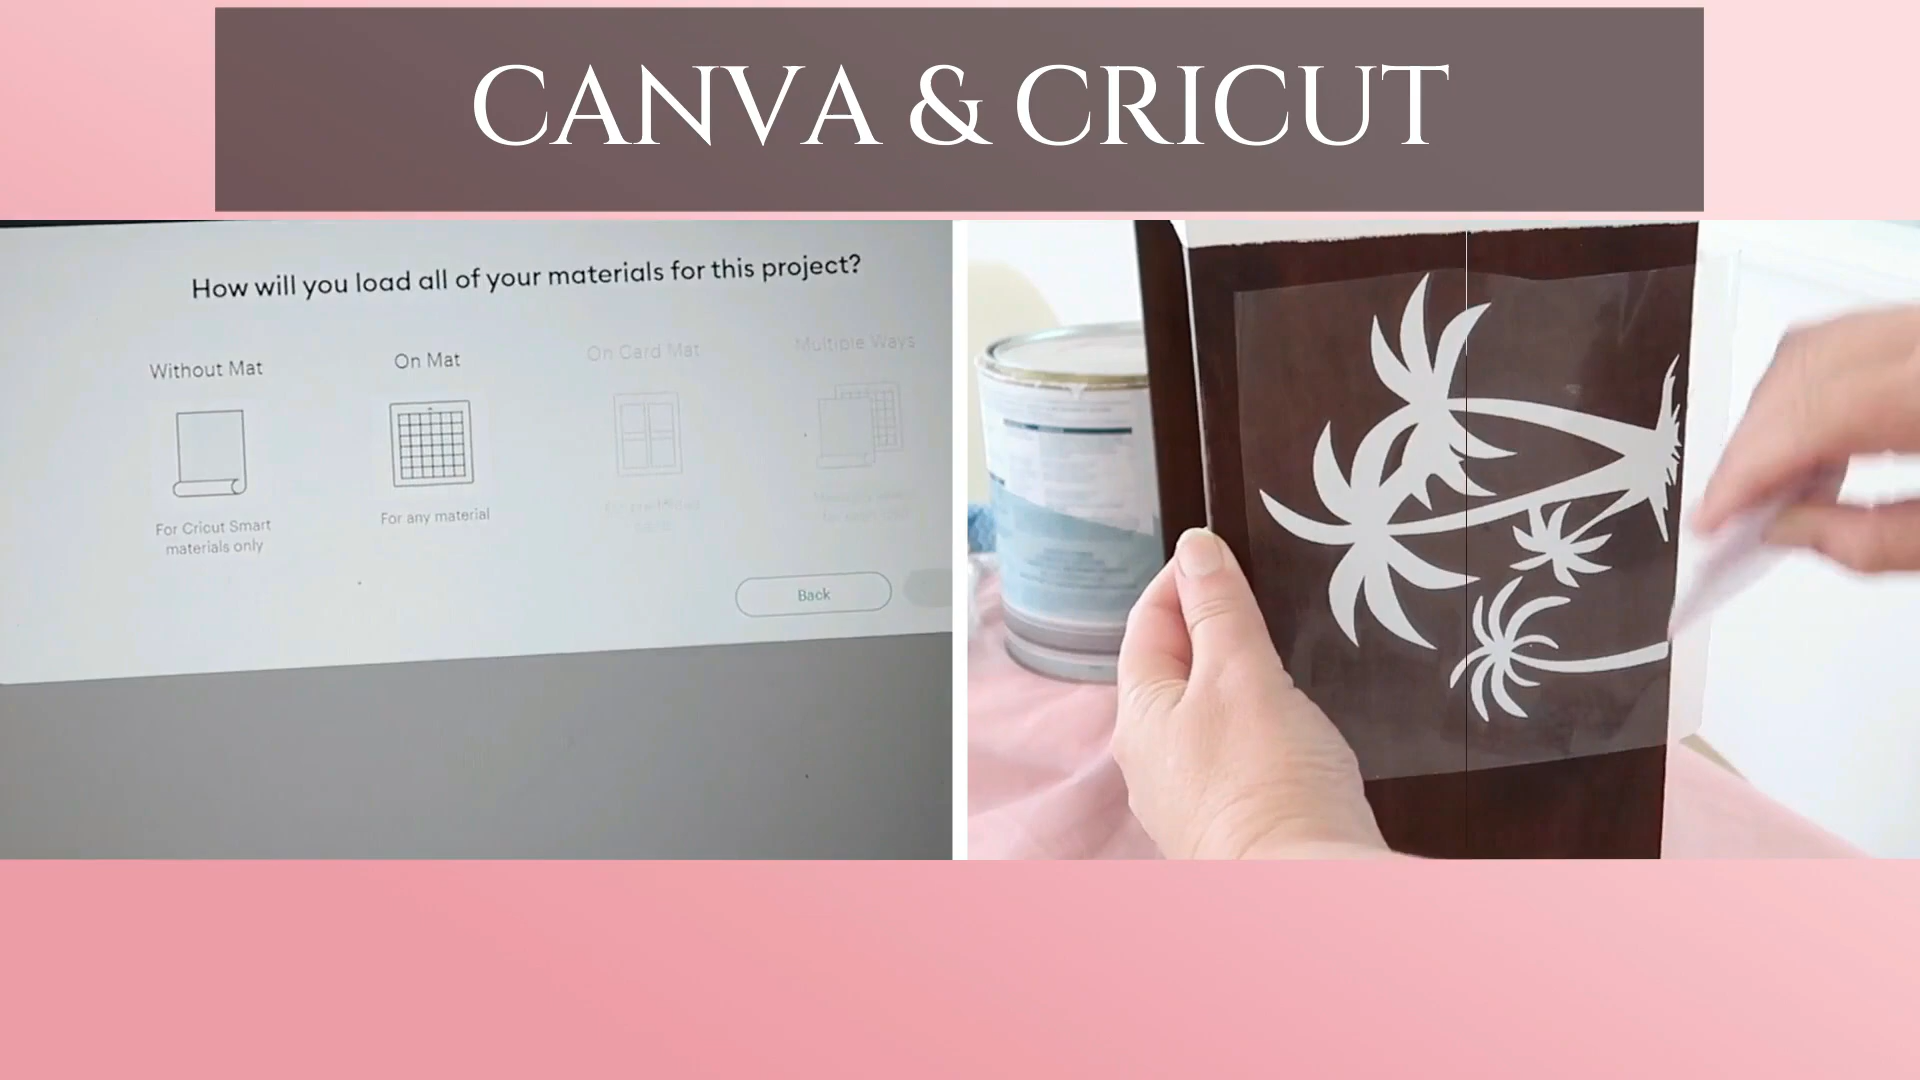 CANVA & CRICUT
How will you load all of your materials for this project?
Without Mat
On Mat
On Card Mat
Multiple Ways
For Cricut Smart
materials only
For any material
Back